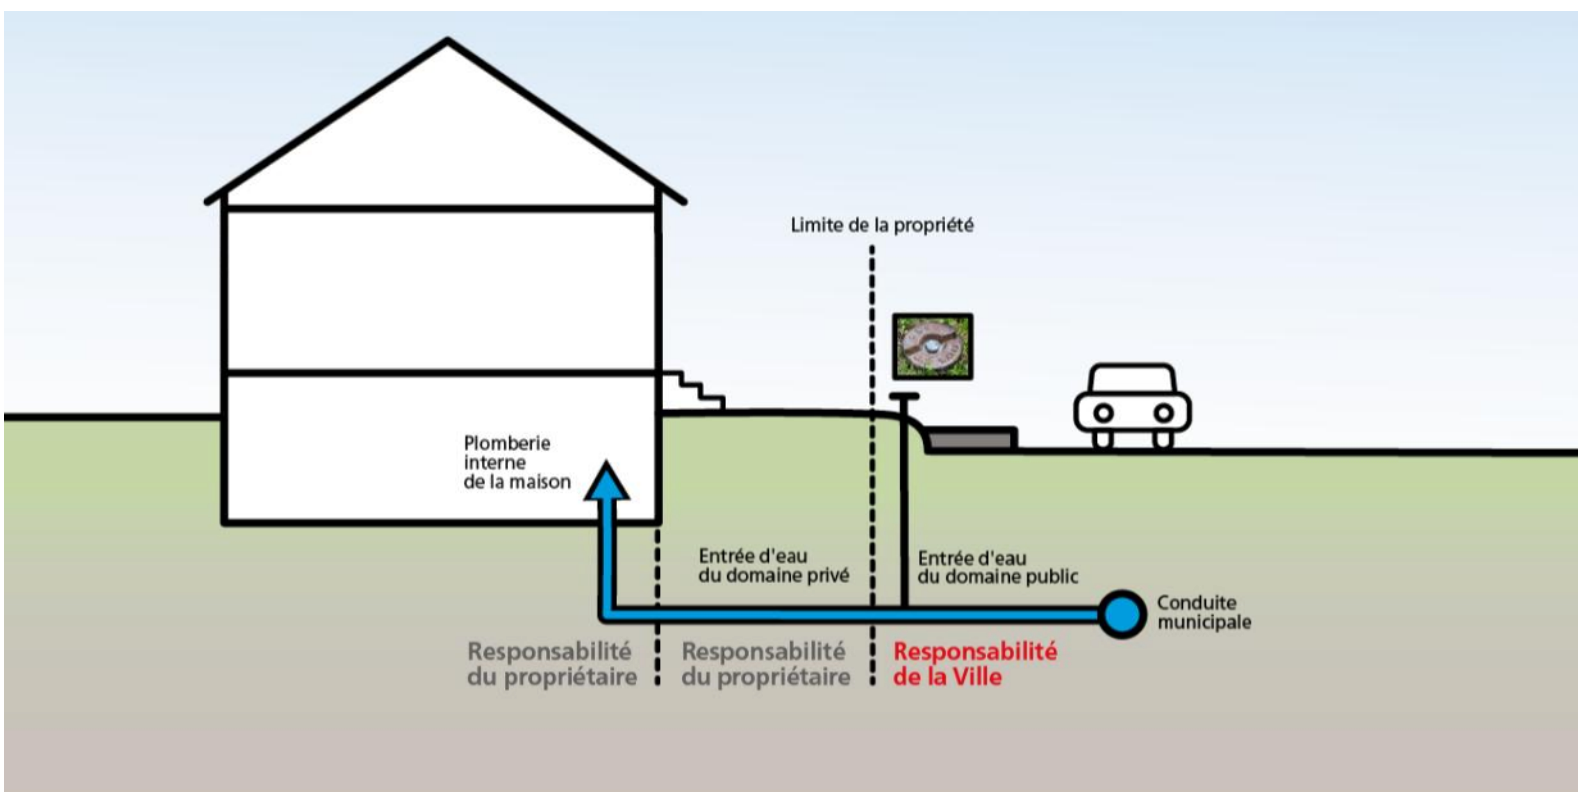 Limite de la propriété
Plomberie
interne
de la maison
Entrée d'eau
du domaine privé
Entrée d'eau
du domaine public
Conduite
municipale
Responsabilité
du propriétaire
Responsabilité
du propriétaire
Responsabilité
de la Ville